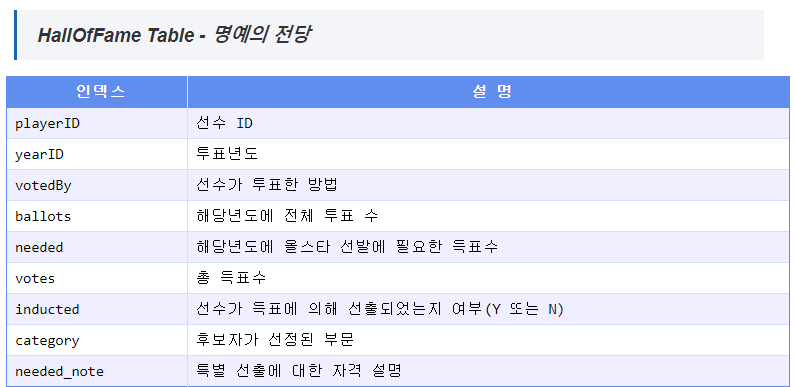 HallOfFame Table - 명예의 전당
인덱스 설 명
playerID 선수 ID
yearID 투표년도
votedBy 선수가 투표한 방법
ballots 해당년도에 전체 투표 수
needed 해당년도에 올스타 선발에 필요한 득표수
votes 총 득표수
inducted 선수가 득표에 의해 선출되었는지 여부(Y 또는 N)
category 후보자가 선정된 부문
needed_note 특별 선출에 대한 자격 설명